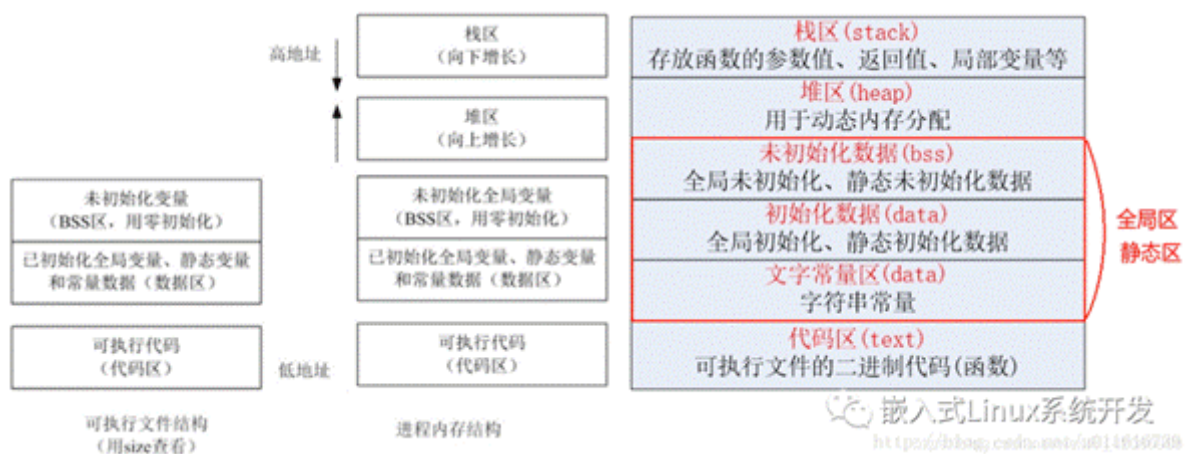 未初始化变量
(BSS区,用零初始化)
已初始化全局变量、静态变量
和常量数据(数据区)
可执行代码
(代码区)
可执行文件结构
(用size查看)
高地址
低地址
栈区
(向下增长)
堆区
(向上增长)
未初始化全局变量
(BSS区,用零初始化)
已初始化全局变量、静态变量
和常量数据(数据区)
可执行代码
(代码区)
进程内存结构
栈区(stack)
存放函数的参数值、返回值、局部变量等
堆区(heap)
用于动态内存分配
未初始化数据(bss)
全局未初始化、静态未初始化数据
初始化数据(data)
全局初始化、静态初始化数据
文字常量区(data)
字符串常量
代码区(text)
可执行文件的二进制代码(函数)
全局区
静态区
嵌入式Linux系统开发